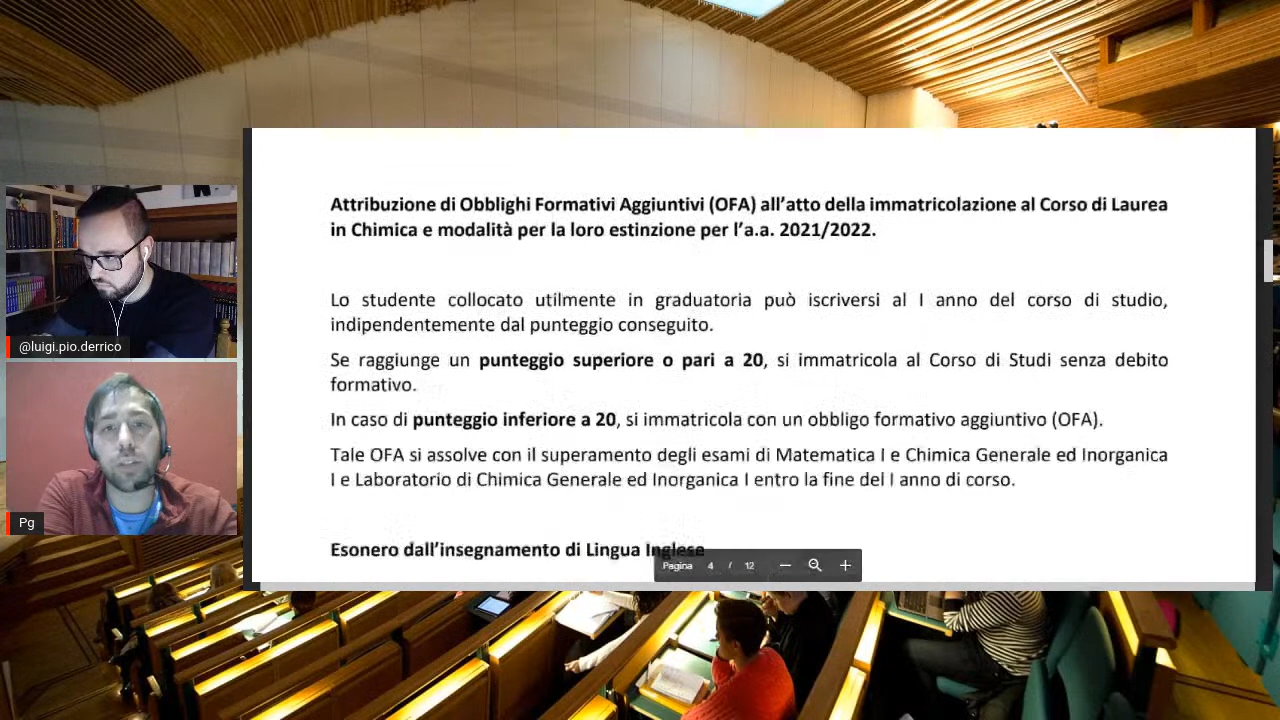 Attribuzione di Obblighi Formativi Aggiuntivi (OFA) all'atto della immatricolazione al Corso di Laurea
in Chimica e modalità per la loro estinzione per l'a.a. 2021/2022.
Lo studente collocato utilmente in graduatoria può iscriversi al I anno del corso di studio,
indipendentemente dal punteggio conseguito.
Se raggiunge un punteggio superiore o pari a 20, si immatricola al Corso di Studi senza debito
formativo.
In caso di punteggio inferiore a 20, si immatricola con un obbligo formativo aggiuntivo (OFA).
Tale OFA si assolve con il superamento degli esami di Matematica I e Chimica Generale ed Inorganica
I e Laboratorio di Chimica Generale ed Inorganica I entro la fine del I anno di corso.
Esonero dall'insegnamento di Lingua Inglese
Pagina 4 / 12
@luigi.pio.derrico
Pg